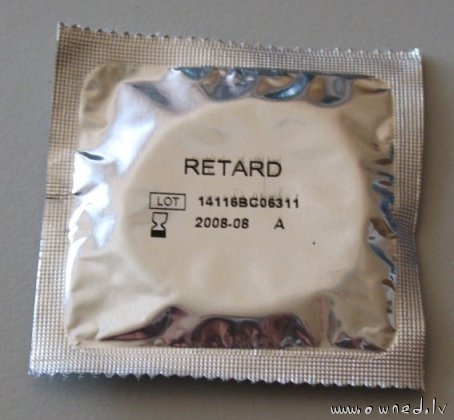 RETARD
LOT 14116BC06311
2008-08 A
www.owned.lv